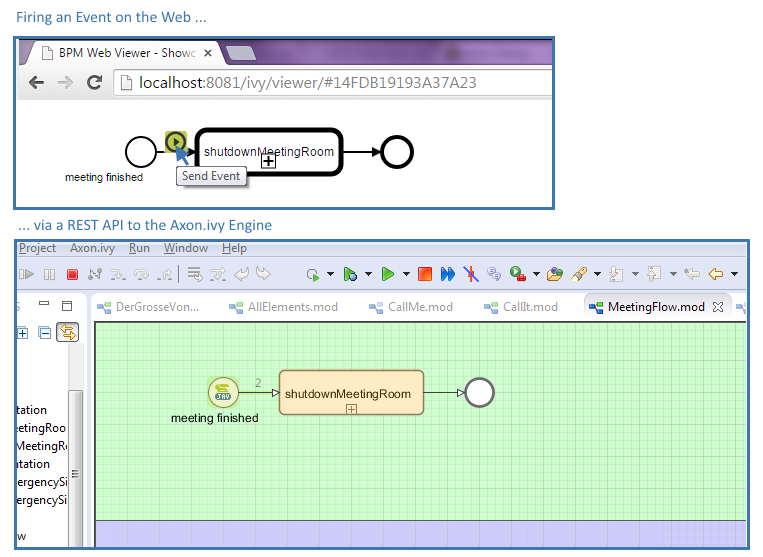 Firing an Event on the Web ...
BPM Web Viewer - Showc
localhost:8081/ivy/viewer/#14FDB19193A37A23
shutdownMeetingRoom
meeting finished
Send Event
... via a REST API to the Axon.ivy Engine
Project Axon.ivy Run Window Help
DerGrosseVon... AllElements.mod CallMe.mod CallIt.mod MeetingFlow.mod
2
shutdownMeetingRoom
meeting finished
tation
eetingRoo
MeetingRo
ntation
ergencySi
ergencySi
w